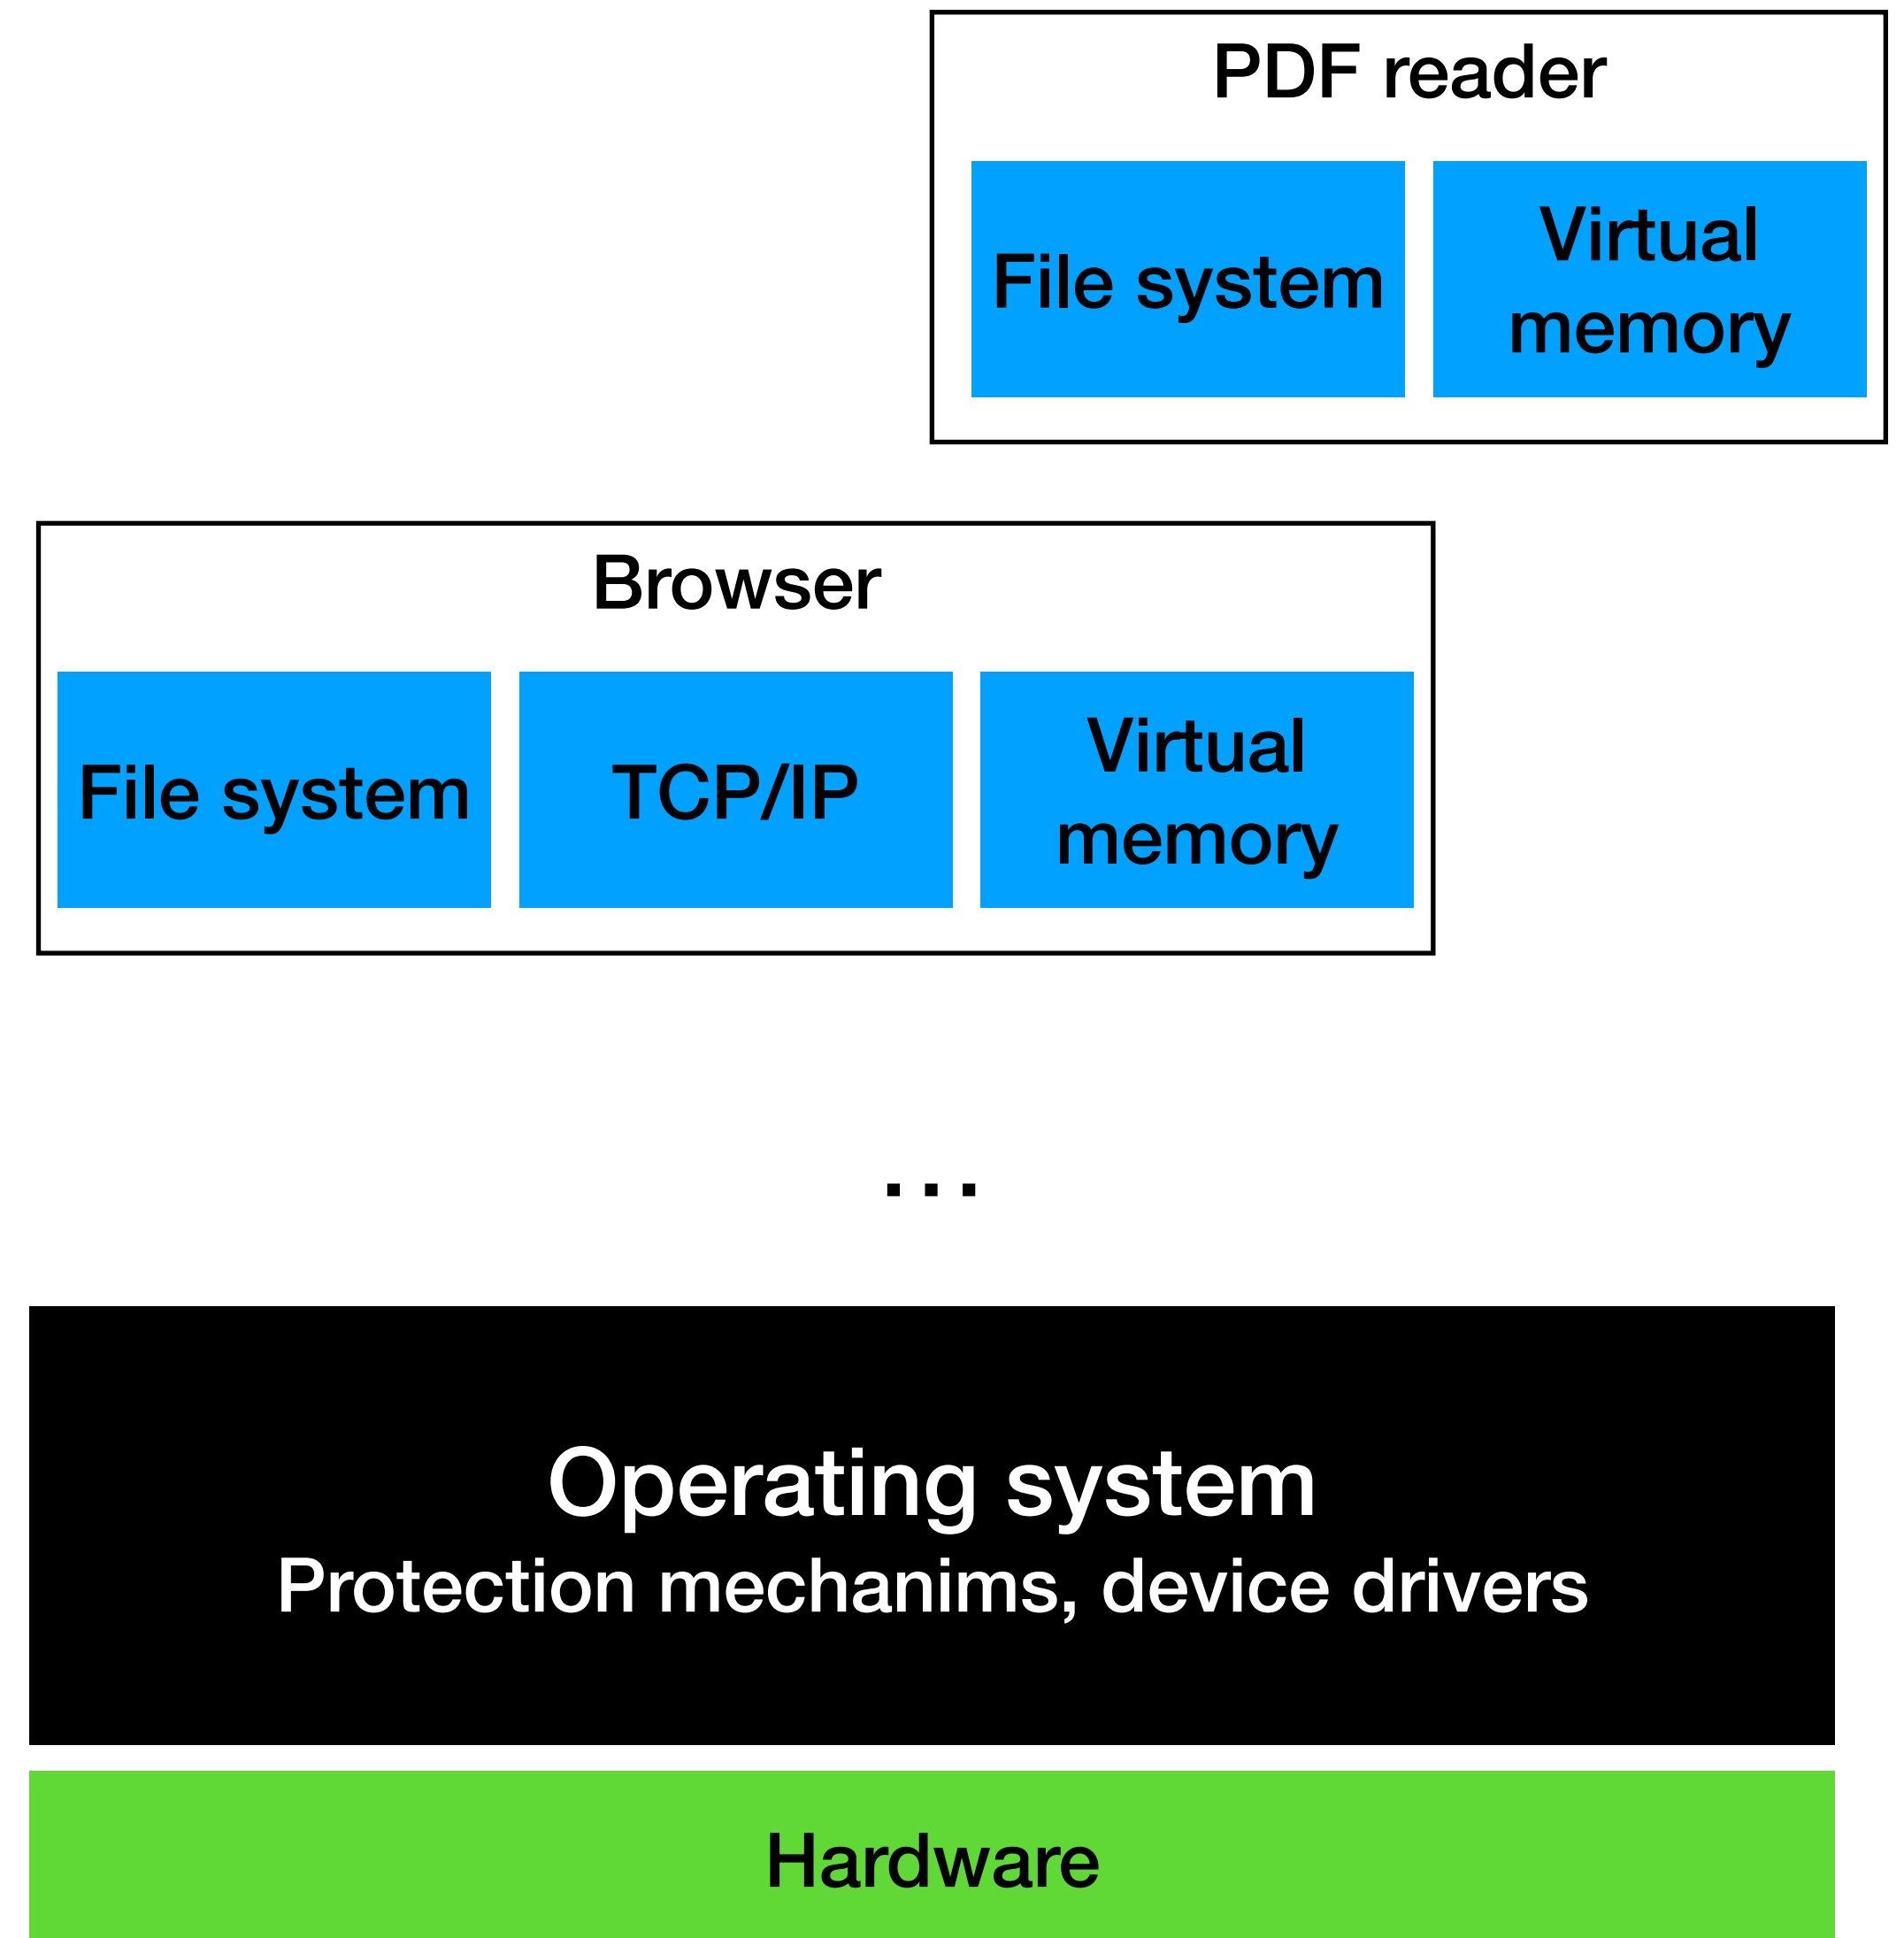 PDF reader
File system
Virtual
memory
Browser
File system
TCP/IP
Virtual
memory
...
Operating system
Protection mechanims, device drivers
Hardware